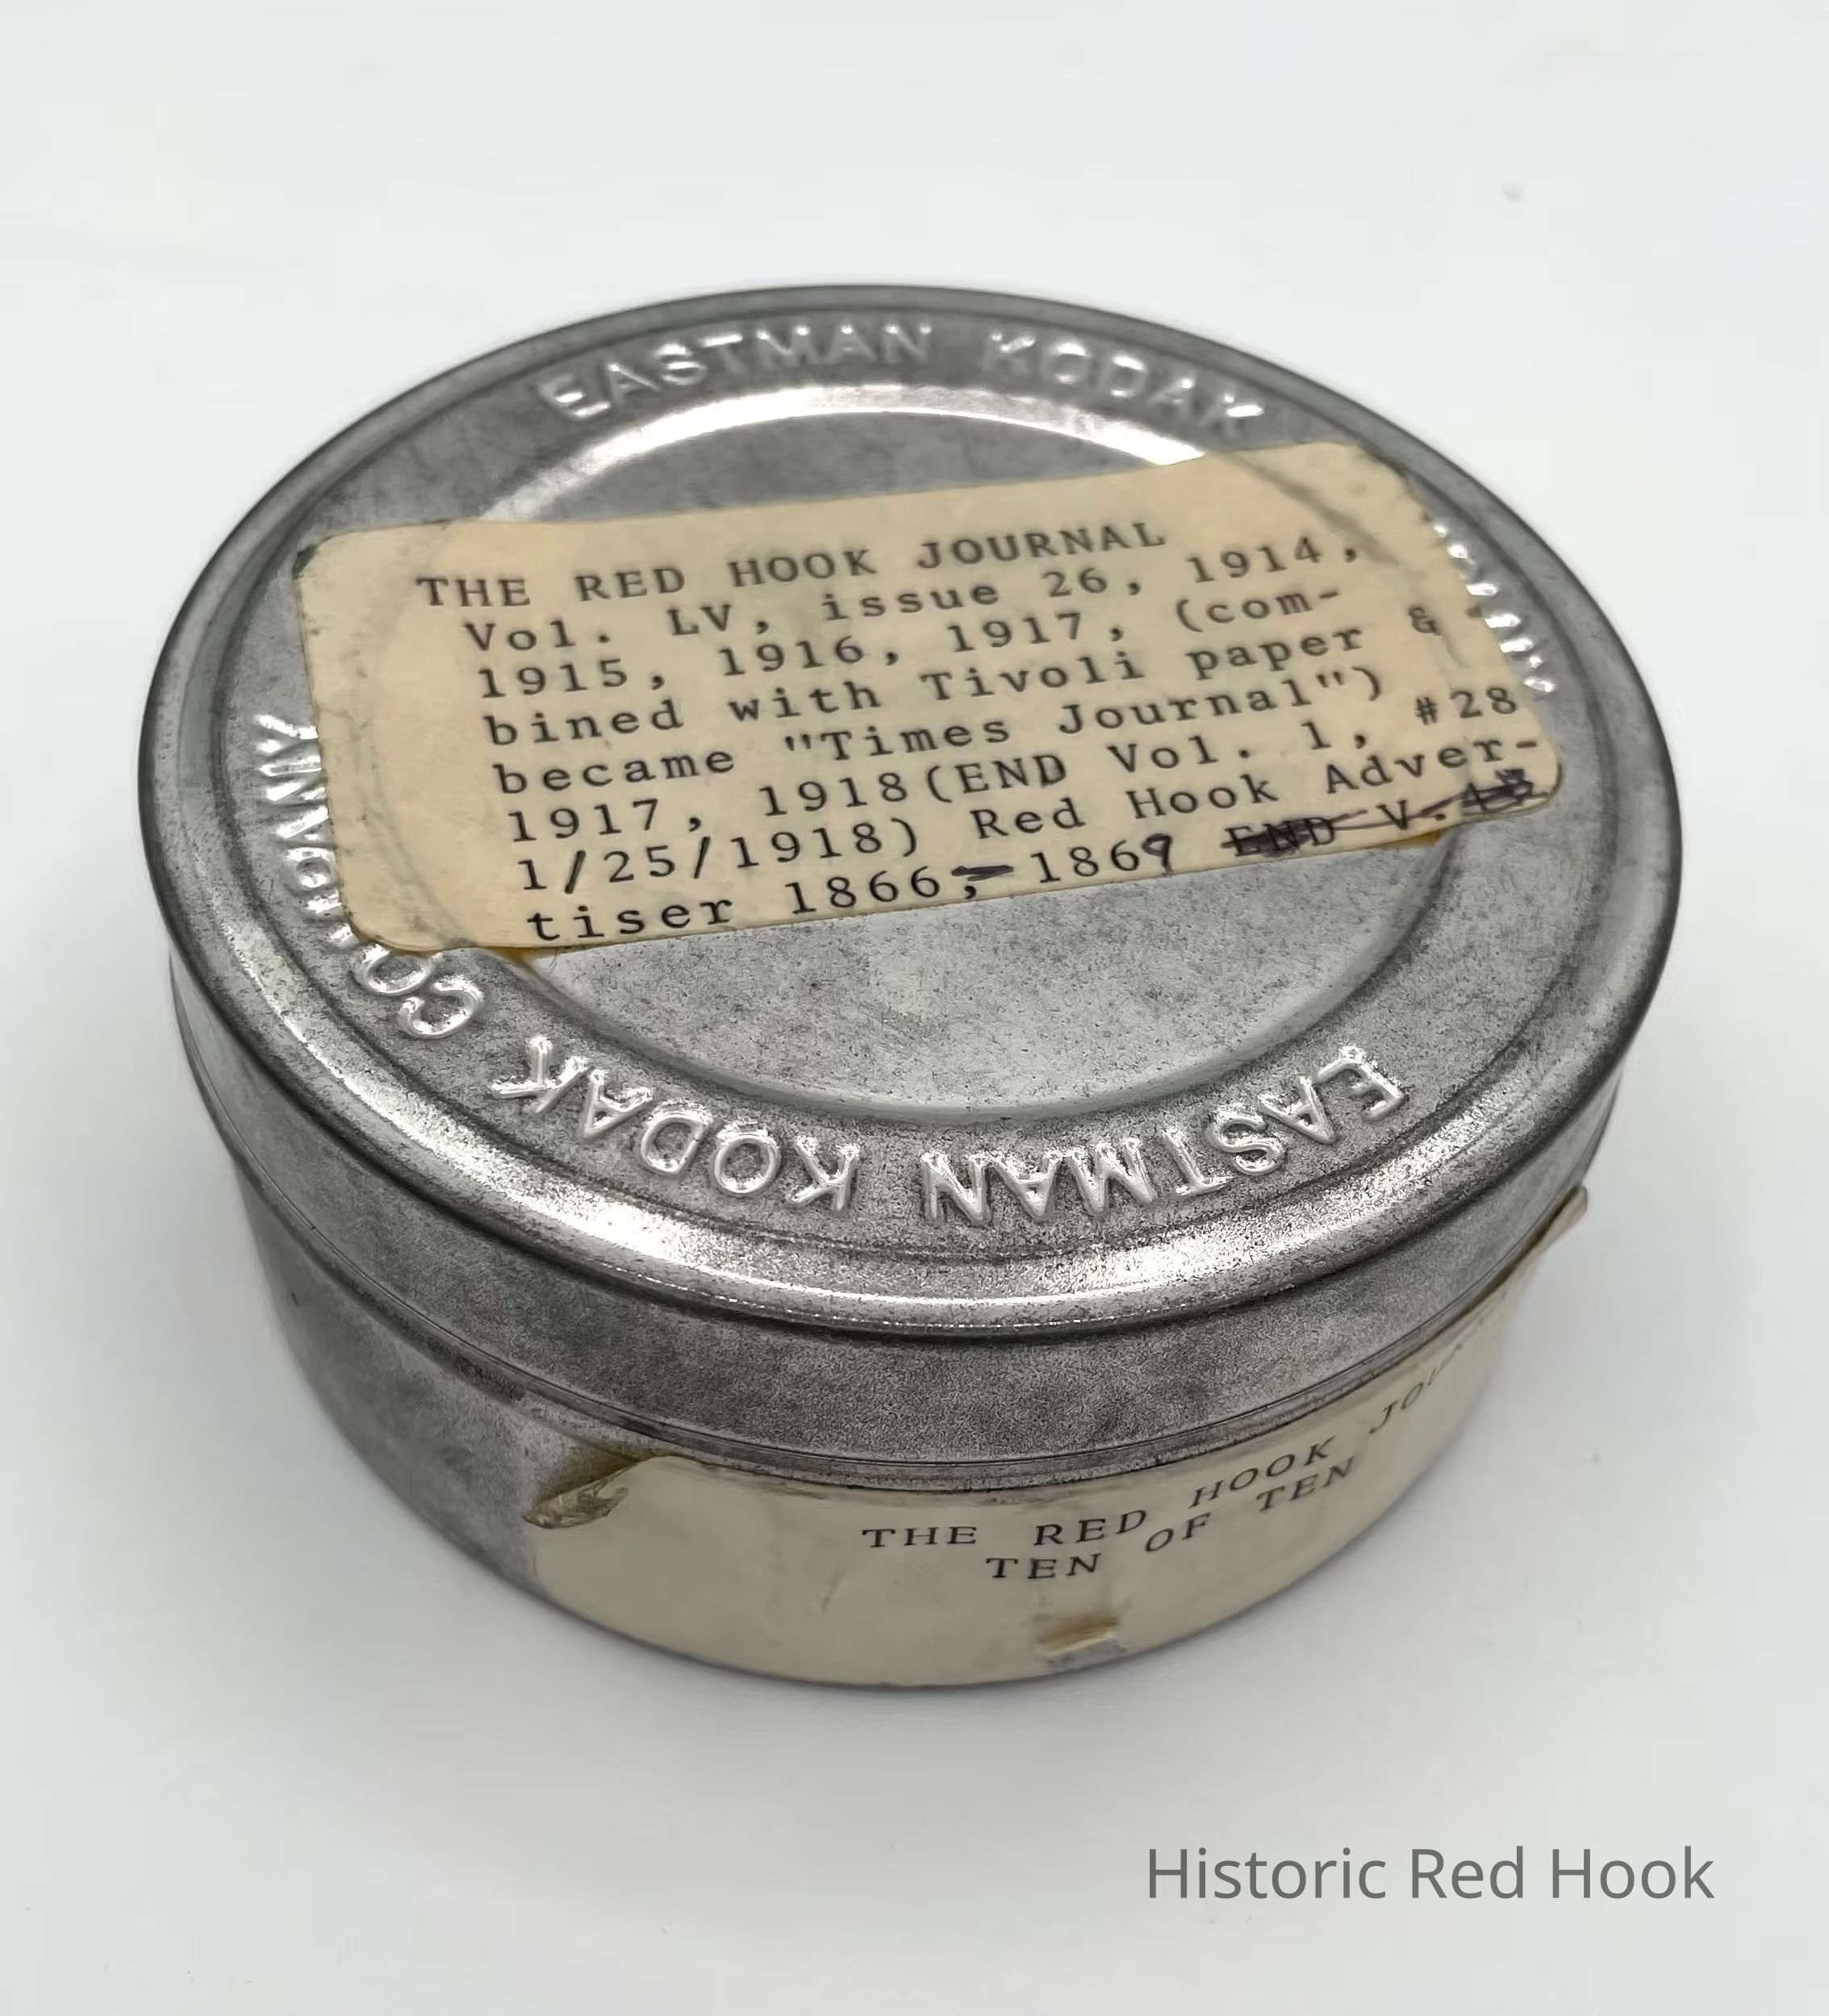 EASTMAN KODAK
THE RED HOOK JOURNAL
Vol. LV, issue 26, 1914,
1915, 1916, 1917, (com-
bined with Tivoli paper &
became "Times Journal")
1917, 1918(END Vol. 1, #28
1/25/1918) Red Hook Adver-
tiser 1866,-1869 END V.
EASTMAN KODAK COMPANY
THE RED HOOK
TEN OF TEN
Historic Red Hook